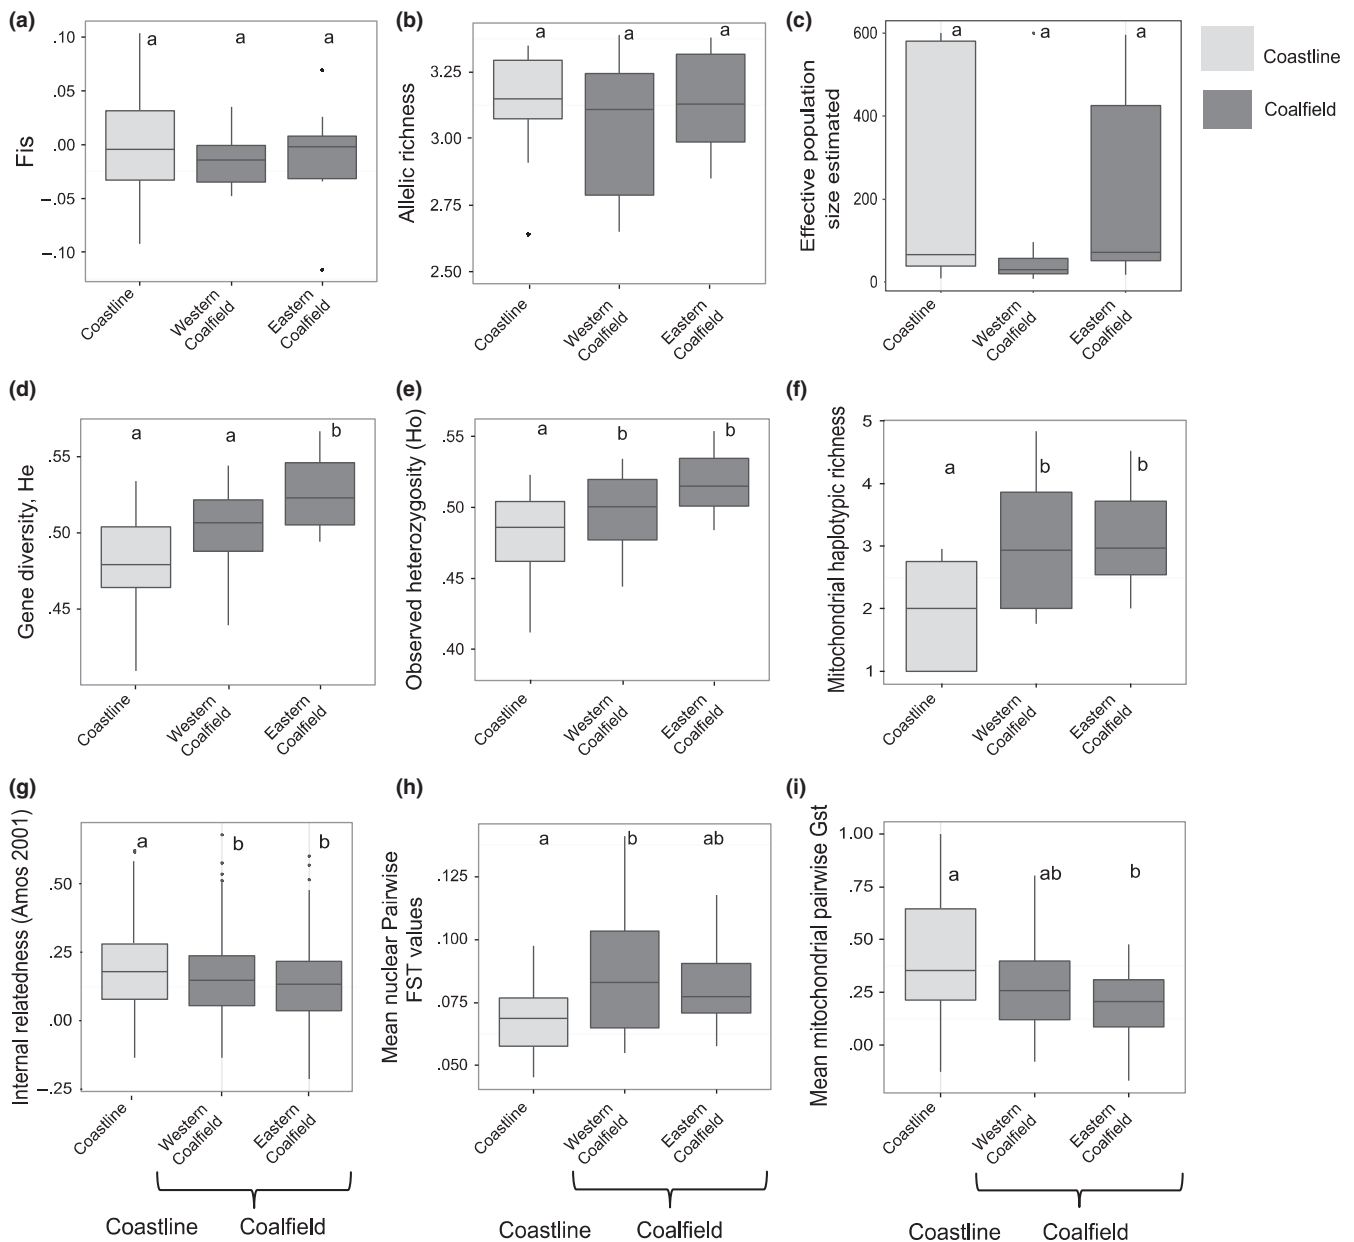 (a)
.10
.05
.00
−.05
−.10
Fis
a a a
Coastline
Western
Coalfield
Eastern
Coalfield
(b)
3.25
3.00
2.75
2.50
Allelic richness
a a a
Coastline
Western
Coalfield
Eastern
Coalfield
(c)
600
400
200
0
Effective population
size estimated
a a a
Coastline
Western
Coalfield
Eastern
Coalfield
Coastline
Coalfield
(d)
.55
.50
.45
Gene diversity, He
a a b
Coastline
Western
Coalfield
Eastern
Coalfield
(e)
.55
.50
.45
.40
Observed heterozygosity (Ho)
a b b
Coastline
Western
Coalfield
Eastern
Coalfield
(f)
5
4
3
2
1
Mitochondrial haplotypic richness
a b b
Coastline
Western
Coalfield
Eastern
Coalfield
(g)
.50
.25
.00
−.25
Internal relatedness (Amos 2001)
a b b
Coastline
Western
Coalfield
Eastern
Coalfield
Coastline Coalfield
(h)
.125
.100
.075
.050
Mean nuclear Pairwise
FST values
a b ab
Coastline
Western
Coalfield
Eastern
Coalfield
Coastline Coalfield
(i)
1.00
.75
.50
.25
.00
Mean mitochondrial pairwise Gst
a ab b
Coastline
Western
Coalfield
Eastern
Coalfield
Coastline Coalfield